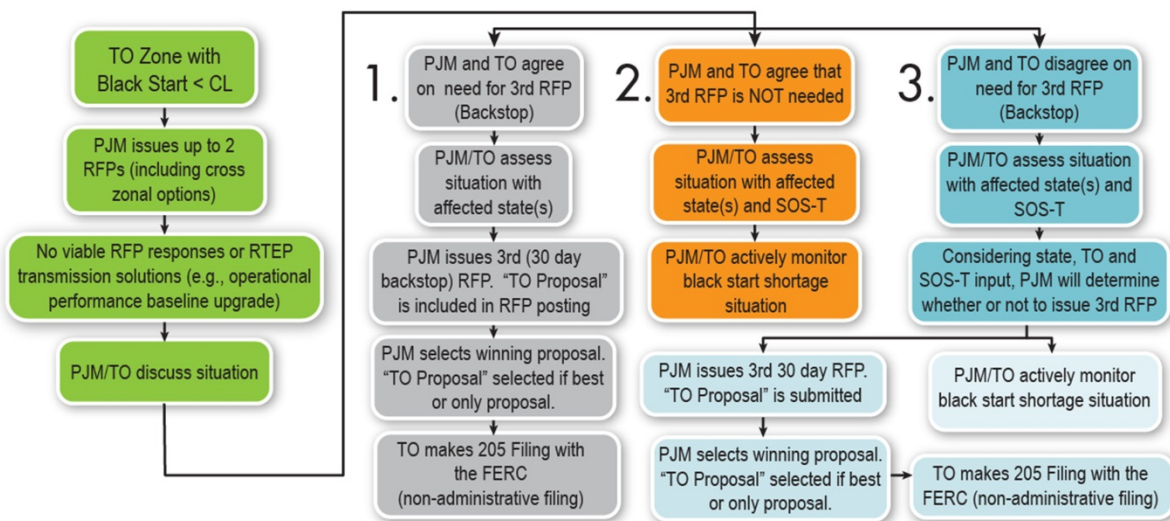 TO Zone with
Black Start < CL
PJM issues up to 2
RFPs (including cross
zonal options)
No viable RFP responses or RTEP
transmission solutions (e.g., operational
performance baseline upgrade)
PJM/TO discuss situation
1.
PJM and TO agree
on need for 3rd RFP
(Backstop)
PJM/TO assess
situation with
affected state(s)
PJM issues 3rd (30 day
backstop) RFP. “TO Proposal”
is included in RFP posting
PJM selects winning proposal.
“TO Proposal” selected if best
or only proposal.
TO makes 205 Filing with
the FERC
(non-administrative filing)
2.
PJM and TO agree that
3rd RFP is NOT needed
PJM/TO assess
situation with affected
state(s) and SOS-T
PJM/TO actively monitor
black start shortage
situation
3.
PJM and TO disagree on
need for 3rd RFP
(Backstop)
PJM/TO assess situation
with affected state(s) and
SOS-T
Considering state, TO and
SOS-T input, PJM will determine
whether or not to issue 3rd RFP
PJM issues 3rd 30 day RFP.
“TO Proposal” is submitted
PJM selects winning proposal.
“TO Proposal” selected if best
or only proposal.
TO makes 205 Filing with the
FERC (non-administrative filing)
PJM/TO actively monitor
black start shortage situation